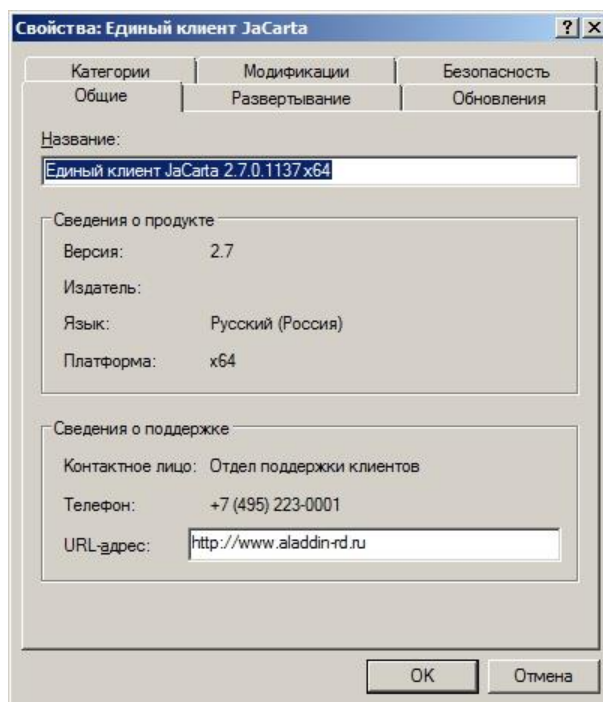 Свойства: Единый клиент JaCarta
Категории Модификации Безопасность
Общие Развертывание Обновления
Название:
Единый клиент JaCarta 2.7.0.1137 x64
Сведения о продукте
Версия: 2.7
Издатель:
Язык: Русский (Россия)
Платформа: x64
Сведения о поддержке
Контактное лицо: Отдел поддержки клиентов
Телефон: +7 (495) 223-0001
URL-адрес: http://www.aladdin-rd.ru
OK Отмена